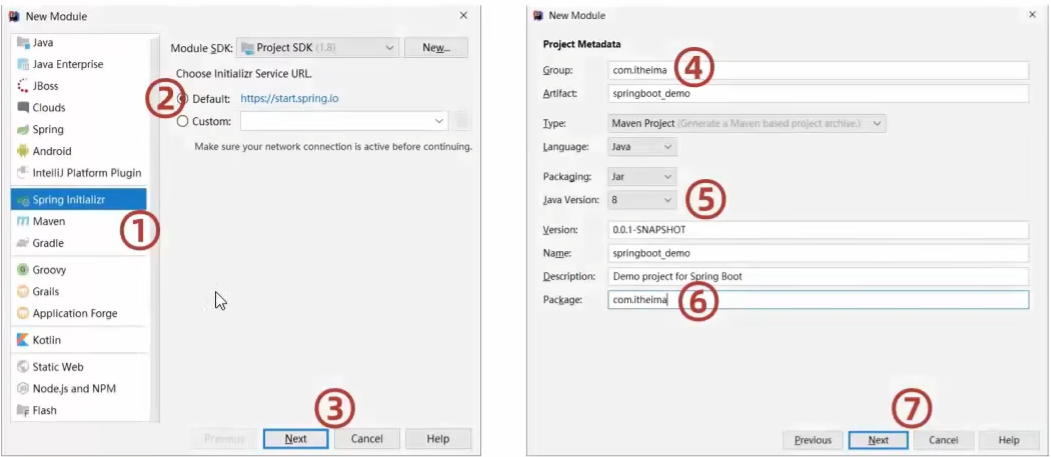 New Module
Java
Java Enterprise
JBoss
Clouds
Spring
Android
IntelliJ Platform Plugin
Spring Initializr
Maven
Gradle
Groovy
Grails
Application Forge
Kotlin
Static Web
Node.js and NPM
Flash
①
Module SDK: Project SDK (1.8) New...
Choose Initializr Service URL.
② Default: https://start.spring.io
Custom:
Make sure your network connection is active before continuing.
③
Previous Next Cancel Help
New Module
Project Metadata
Group: com.itheima ④
Artifact: springboot_demo
Type: Maven Project (Generate a Maven based project archive.)
Language: Java
Packaging: Jar
Java Version: 8 ⑤
Version: 0.0.1-SNAPSHOT
Name: springboot_demo
Description: Demo project for Spring Boot
Package: com.itheima ⑥
⑦
Previous Next Cancel Help